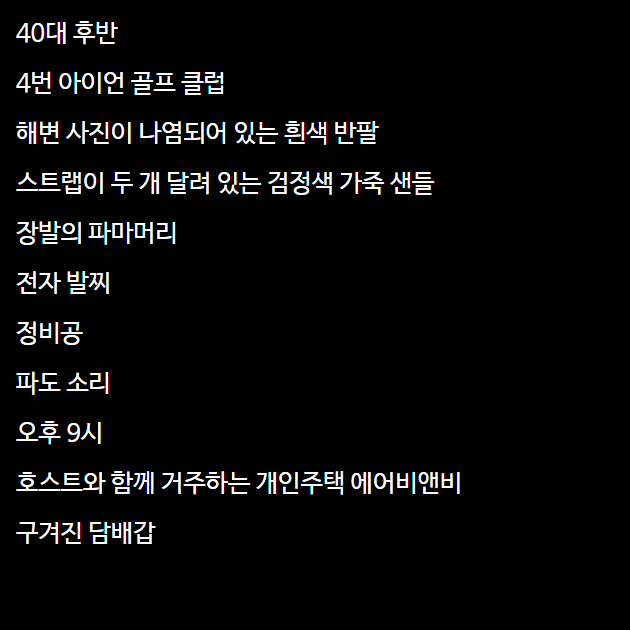 40대 후반
4번 아이언 골프 클럽
해변 사진이 나염되어 있는 흰색 반팔
스트랩이 두 개 달려 있는 검정색 가죽 샌들
장발의 파마머리
전자 발찌
정비공
파도 소리
오후 9시
호스트와 함께 거주하는 개인주택 에어비앤비
구겨진 담배갑